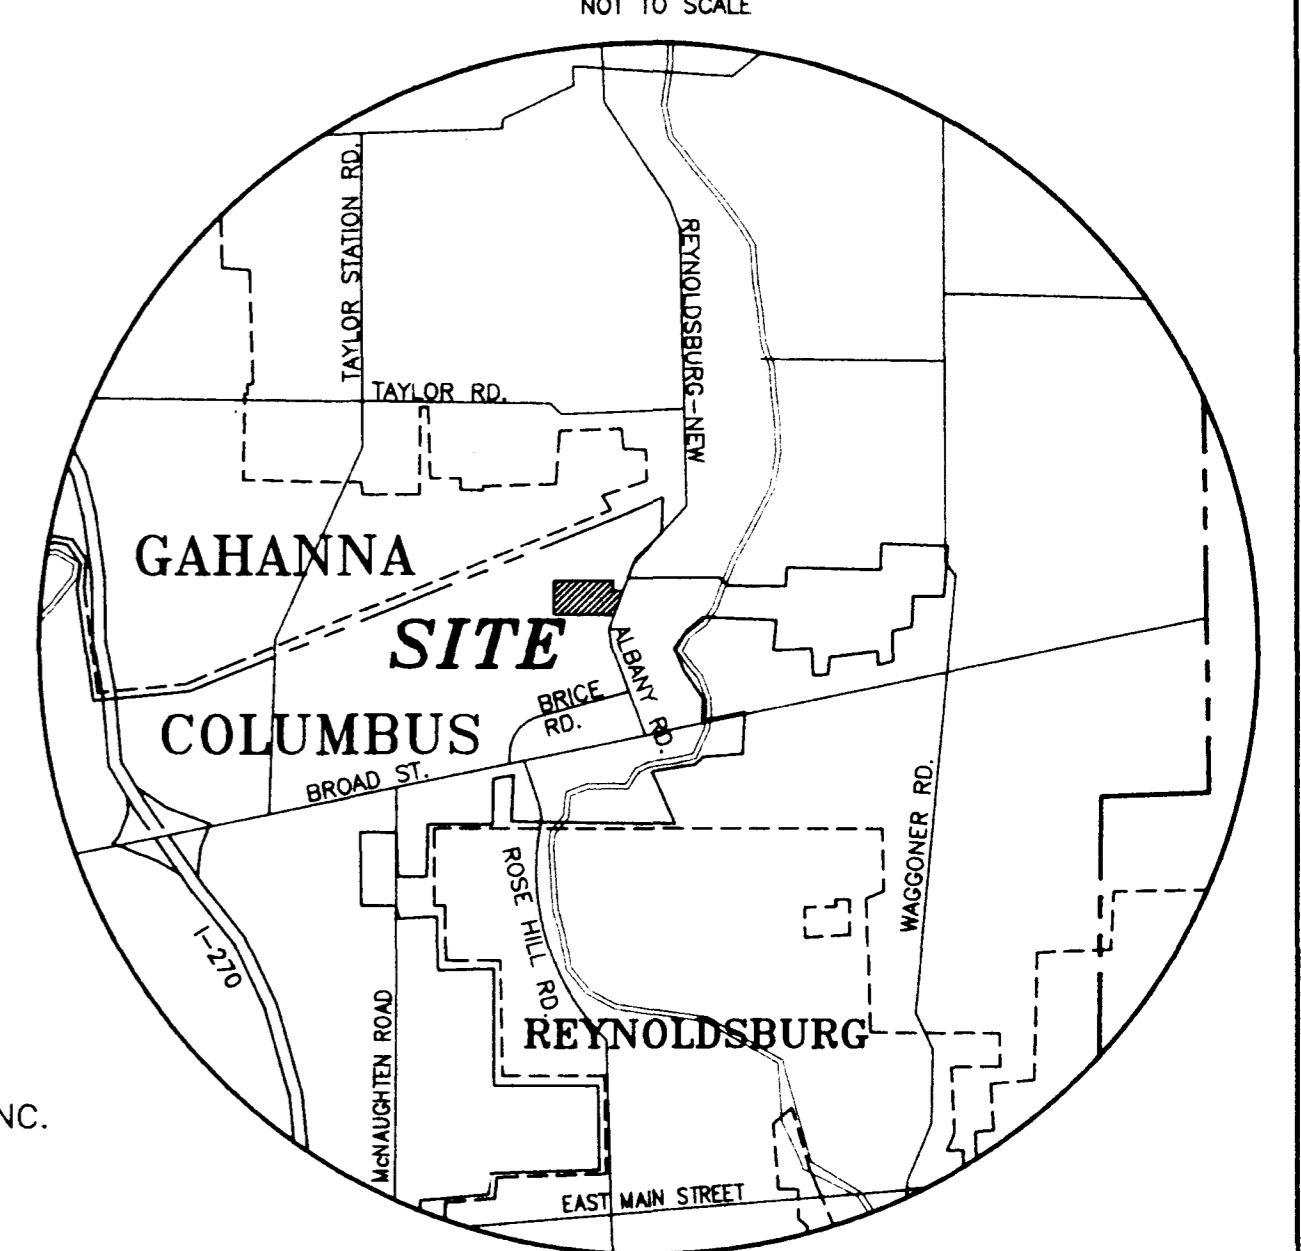 NOT TO SCALE
TAYLOR STATION RD.
REYNOLDSBURG-NEW
TAYLOR RD.
GAHANNA
SITE
ALBANY RD.
BRICE
RD.
COLUMBUS
BROAD ST.
WAGGONER RD.
ROSE HILL RD.
I-270
McNAUGHTEN ROAD
REYNOLDSBURG
NC.
EAST MAIN STREET